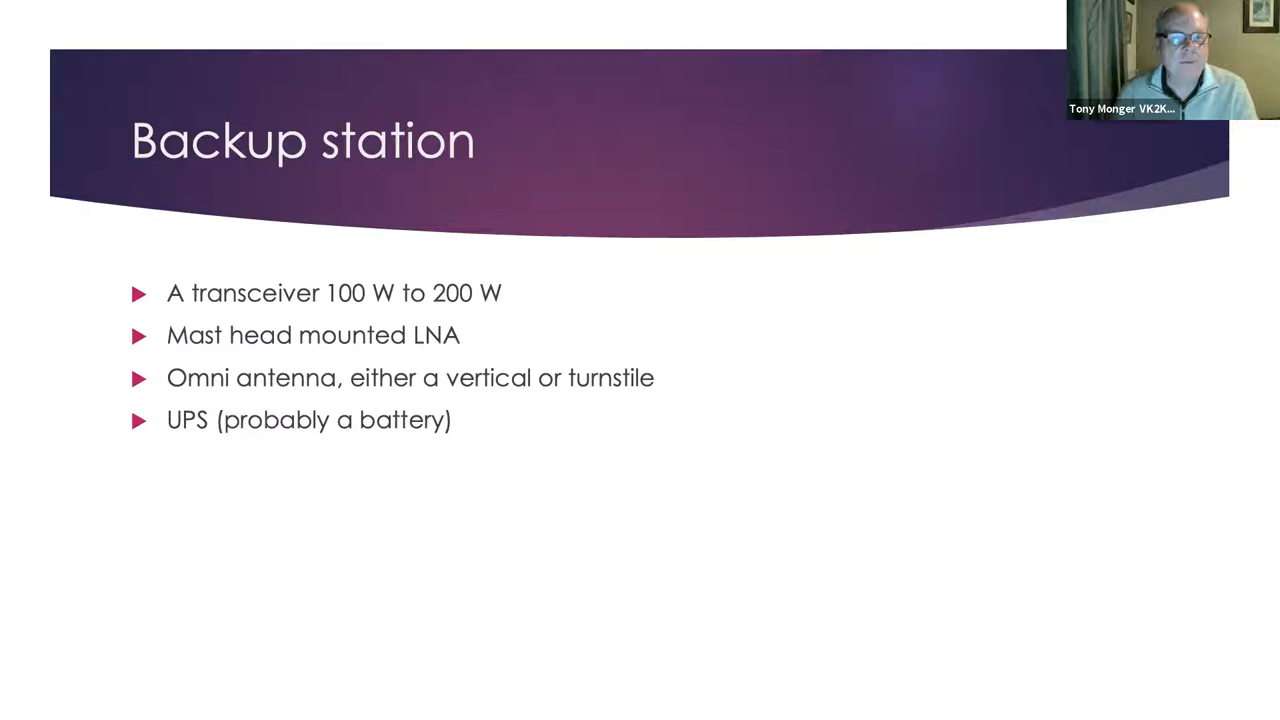 Backup station
Tony Monger VK2K...
A transceiver 100 W to 200 W
Mast head mounted LNA
Omni antenna, either a vertical or turnstile
UPS (probably a battery)